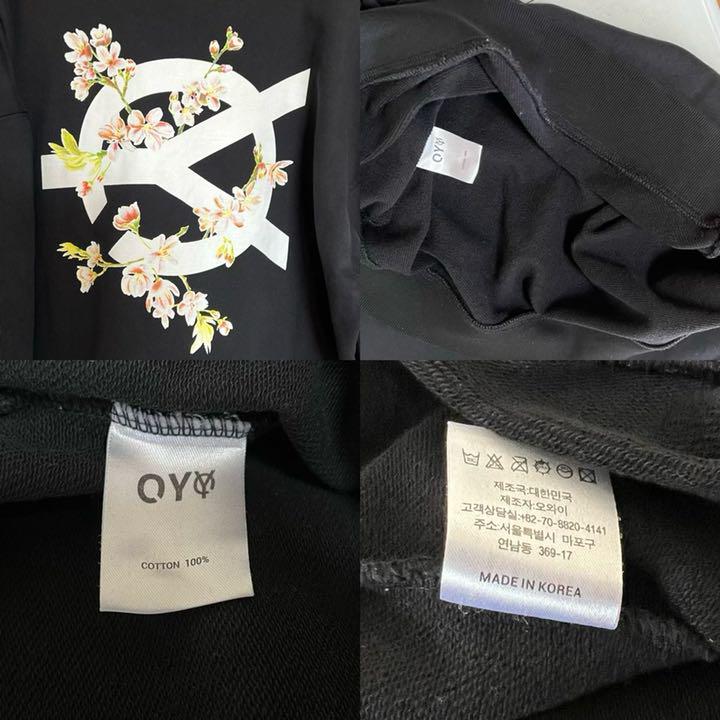 OY
OY
COTTON 100%
제조국:대한민국
제조자:오와이
고객상담실:+82-70-8820-4141
주소:서울특별시 마포구
연남동 369-17
MADE IN KOREA